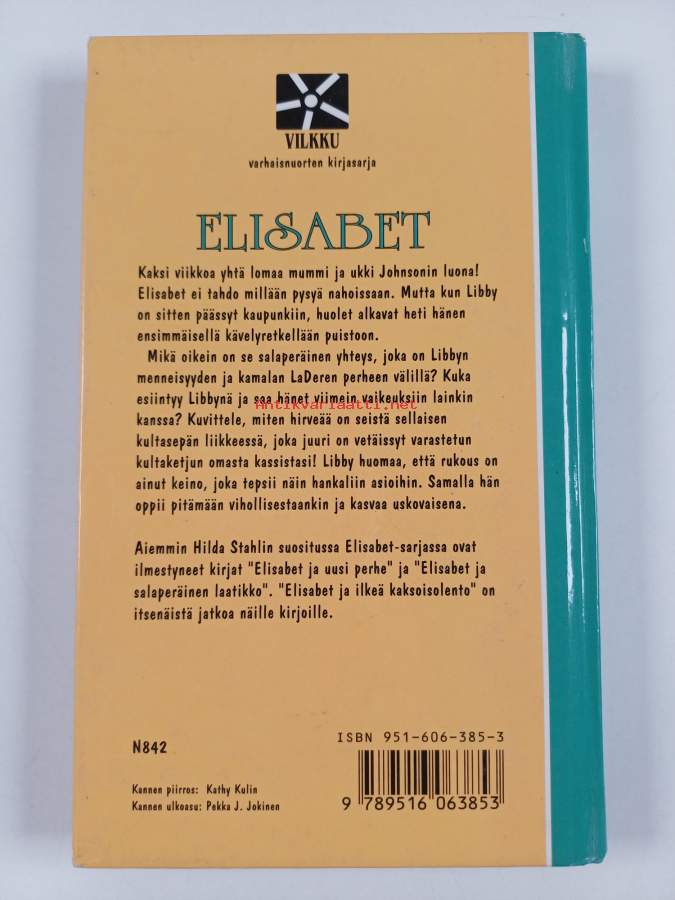 VILKKU
varhaisnuorten kirjasarja
ELISABET
Kaksi viikkoa yhtä lomaa mummi ja ukki Johnsonin luona!
Elisabet ei tahdo millään pysyä nahoissaan. Mutta kun Libby
on sitten päässyt kaupunkiin, huolet alkavat heti hänen
ensimmäisellä kävelyretkellään puistoon.
Mikä oikein on se salaperäinen yhteys, joka on Libbyn
menneisyyden ja kamalan LaDeren perheen välillä? Kuka
esiintyy Libbynä ja saa hänet viimein vaikeuksiin lainkin
Antikvariaatti.net
kanssa? Kuvittele, miten hirveää on seistä sellaisen
kultasepän liikkeessä, joka juuri on vetäissyt varastetun
kultaketjun omasta kassistasi! Libby huomaa, että rukous on
ainut keino, joka tepsii näin hankaliin asioihin. Samalla hän
oppii pitämään vihollisestaankin ja kasvaa uskovaisena.
Aiemmin Hilda Stahlin suositussa Elisabet-sarjassa ovat
ilmestyneet kirjat "Elisabet ja uusi perhe" ja "Elisabet ja
salaperäinen laatikko". "Elisabet ja ilkeä kaksoisolento" on
itsenäistä jatkoa näille kirjoille.
N842
Kannen piirros: Kathy Kulin
Kannen ulkoasu: Pekka J. Jokinen
ISBN 951-606-385-3
9 789516 063853